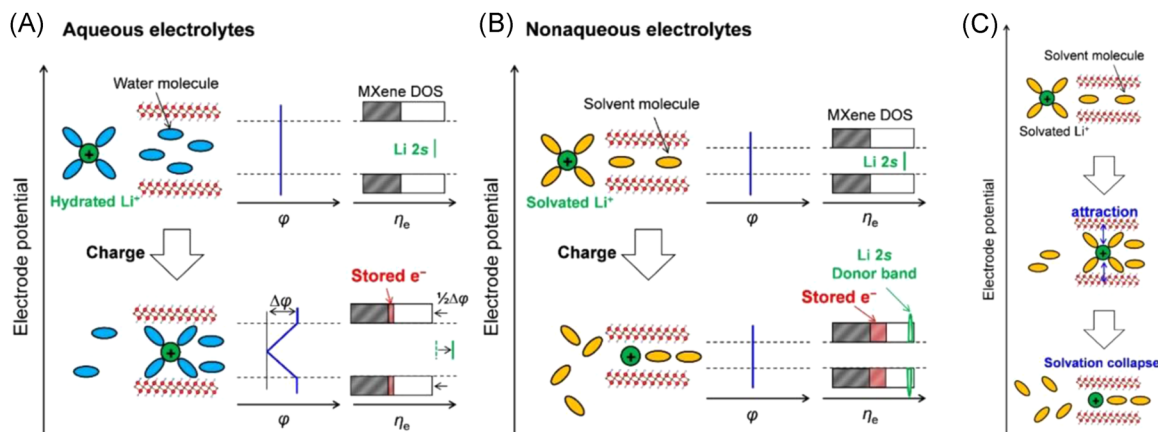 (A)
Aqueous electrolytes
Electrode potential
Water molecule
+
Hydrated Li⁺
φ
MXene DOS
Li 2s
ηₑ
Charge
+
Δφ
φ
Stored e⁻
½Δφ
ηₑ
(B)
Nonaqueous electrolytes
Electrode potential
Solvent molecule
+
Solvated Li⁺
φ
MXene DOS
Li 2s
ηₑ
Charge
+
φ
Li 2s
Donor band
Stored e⁻
ηₑ
(C)
Electrode potential
Solvent molecule
+
Solvated Li⁺
attraction
+
Solvation collapse
+